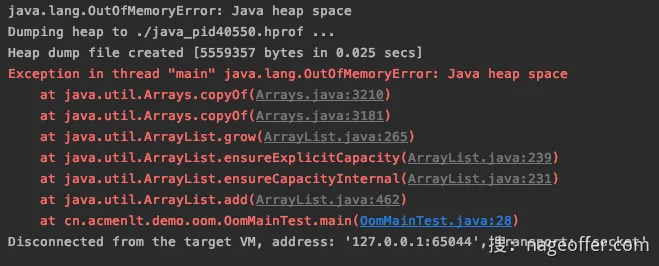 java.lang.OutOfMemoryError: Java heap space
Dumping heap to ./java_pid40550.hprof ...
Heap dump file created [5559357 bytes in 0.025 secs]
Exception in thread "main" java.lang.OutOfMemoryError: Java heap space
at java.util.Arrays.copyOf(Arrays.java:3210)
at java.util.Arrays.copyOf(Arrays.java:3181)
at java.util.ArrayList.grow(ArrayList.java:265)
at java.util.ArrayList.ensureExplicitCapacity(ArrayList.java:239)
at java.util.ArrayList.ensureCapacityInternal(ArrayList.java:231)
at java.util.ArrayList.add(ArrayList.java:462)
at cn.acmenlt.demo.oom.OomMainTest.main(OomMainTest.java:28)
Disconnected from the target VM, address: '127.0.0.1:65044', transport: 'socket'
搜: nageoffer.com